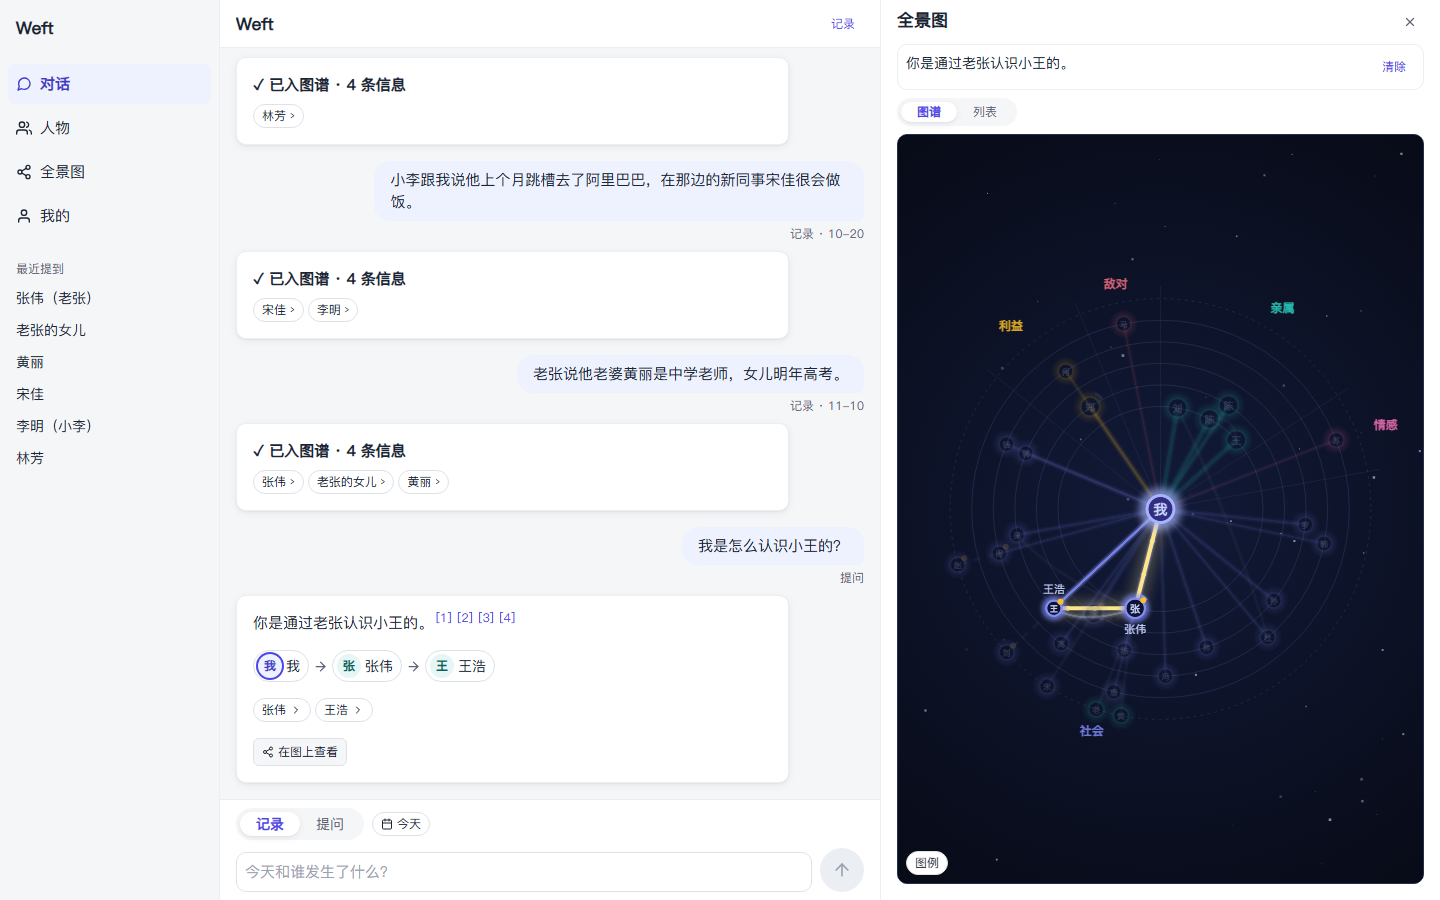 Weft
对话
人物
全景图
我的
最近提到
张伟（老张）
老张的女儿
黄丽
宋佳
李明（小李）
林芳
Weft
记录
✓ 已入图谱 · 4 条信息
林芳 ›
小李跟我说他上个月跳槽去了阿里巴巴，在那边的新同事宋佳很会做
饭。
记录 · 10-20
✓ 已入图谱 · 4 条信息
宋佳 › 李明 ›
老张说他老婆黄丽是中学老师，女儿明年高考。
记录 · 11-10
✓ 已入图谱 · 4 条信息
张伟 › 老张的女儿 › 黄丽 ›
我是怎么认识小王的？
提问
你是通过老张认识小王的。 [1] [2] [3] [4]
我 我 → 张 张伟 → 王 王浩
张伟 › 王浩 ›
在图上查看
记录 提问 今天
今天和谁发生了什么？
全景图
你是通过老张认识小王的。
清除
图谱 列表
敌对
亲属
利益
情感
我
王浩
王
张
张伟
社会
图例